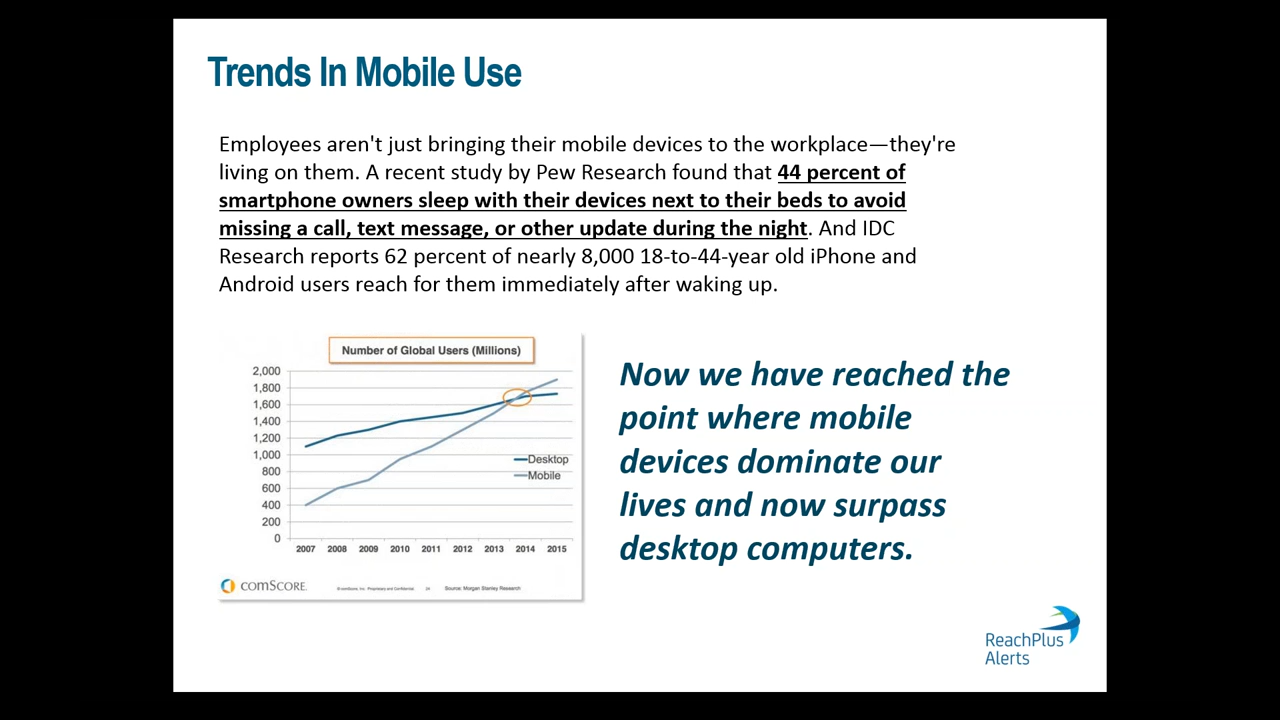 Trends In Mobile Use
Employees aren't just bringing their mobile devices to the workplace—they're
living on them. A recent study by Pew Research found that 44 percent of
smartphone owners sleep with their devices next to their beds to avoid
missing a call, text message, or other update during the night. And IDC
Research reports 62 percent of nearly 8,000 18-to-44-year old iPhone and
Android users reach for them immediately after waking up.
Number of Global Users (Millions)
2,000
1,800
1,600
1,400
1,200
1,000
800
600
400
200
0
Desktop
Mobile
2007 2008 2009 2010 2011 2012 2013 2014 2015
comSCORE.
© comScore, Inc. Proprietary and Confidential. 24 Source: Morgan Stanley Research
Now we have reached the
point where mobile
devices dominate our
lives and now surpass
desktop computers.
ReachPlus
Alerts